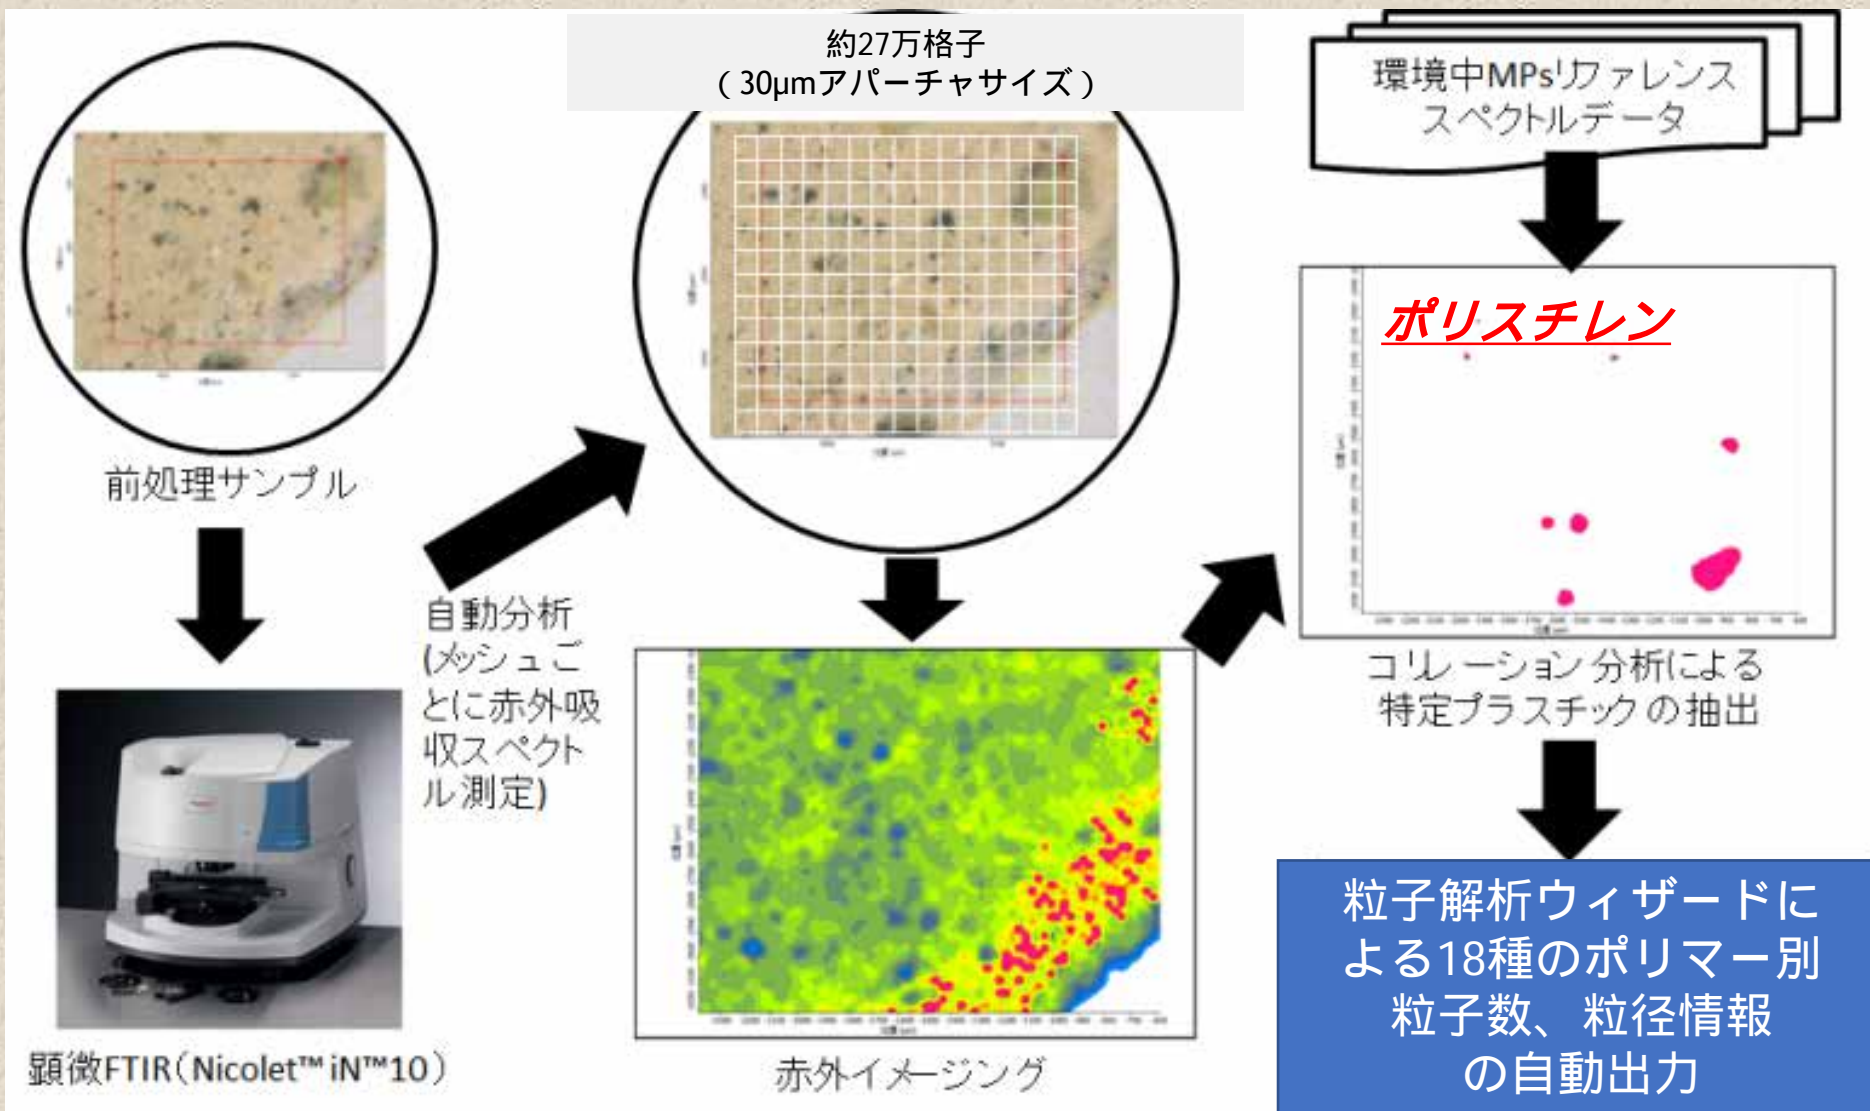 約27万格子
（30µmアパーチャサイズ）
前処理サンプル
顕微FTIR（Nicolet™ iN™10）
自動分析
(メッシュご
とに赤外吸
収スペクト
ル測定)
赤外イメージング
環境中MPsリファレンス
スペクトルデータ
ポリスチレン
コリレーション分析による
特定プラスチックの抽出
粒子解析ウィザードに
よる18種のポリマー別
粒子数、粒径情報
の自動出力